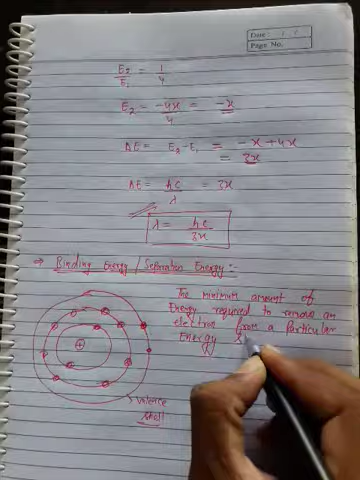 Date : / /
Page No.
E₂/E₁ = 1/4
E₂ = -4x/4 = -x
ΔE = E₂ - E₁ = -x + 4x
= 3x
ΔE = hc/λ = 3x
λ = hc/3x
⇒ Binding Energy / Separation Energy :-
The minimum amount of
Energy required to remove an
electron from a particular
Energy
+
Valence
shell